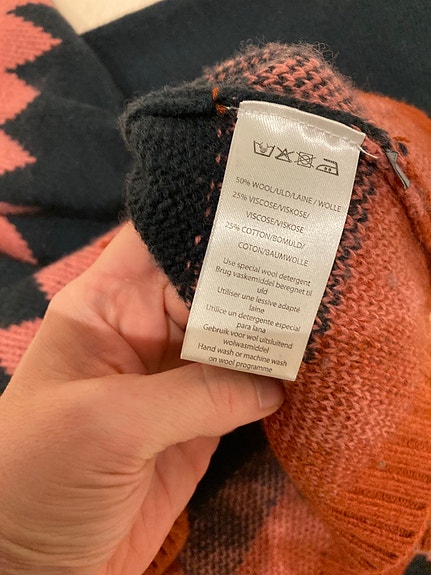 50% WOOL/ULD/LAINE / WOLLE
25% VISCOSE/VISKOSE/
VISCOSE/VISKOSE
25% COTTON/BOMULD/
COTON/BAUMWOLLE
Use special wool detergent
Brug vaskemiddel beregnet til
uld
Utiliser une lessive adapté
laine
Utilice un detergente especial
para lana
Gebruik voor wol uitsluitend
wolwasmiddel
Hand wash or machine wash
on wool programme